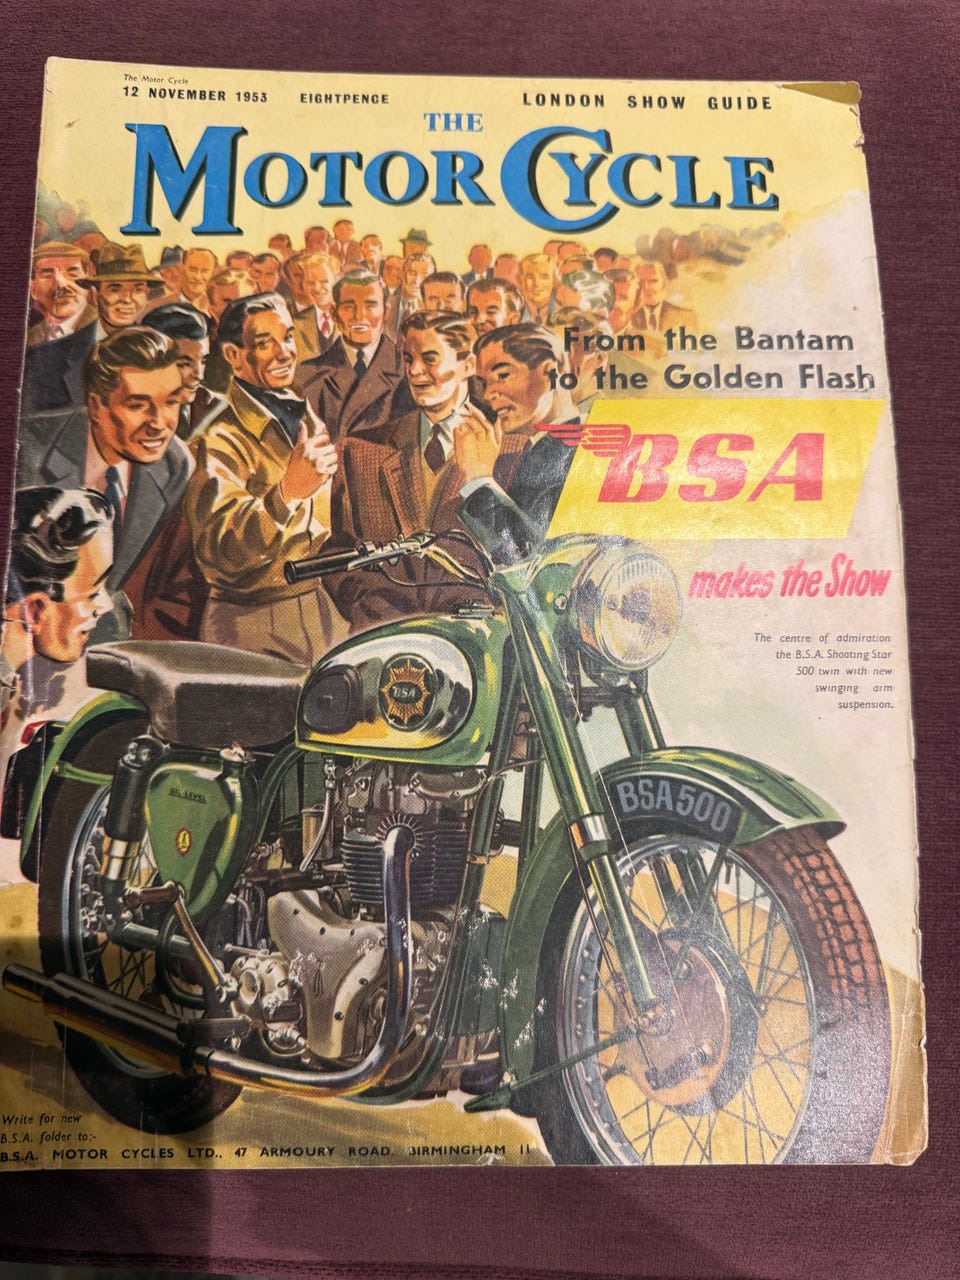 The Motor Cycle
12 NOVEMBER 1953 EIGHTPENCE LONDON SHOW GUIDE
THE
MOTOR CYCLE
From the Bantam
to the Golden Flash
BSA
makes the Show
The centre of admiration
the B.S.A. Shooting Star
500 twin with new
swinging arm
suspension.
BSA
OIL LEVEL
BSA 500
Write for new
B.S.A. folder to:-
B.S.A. MOTOR CYCLES LTD., 47 ARMOURY ROAD, BIRMINGHAM 11